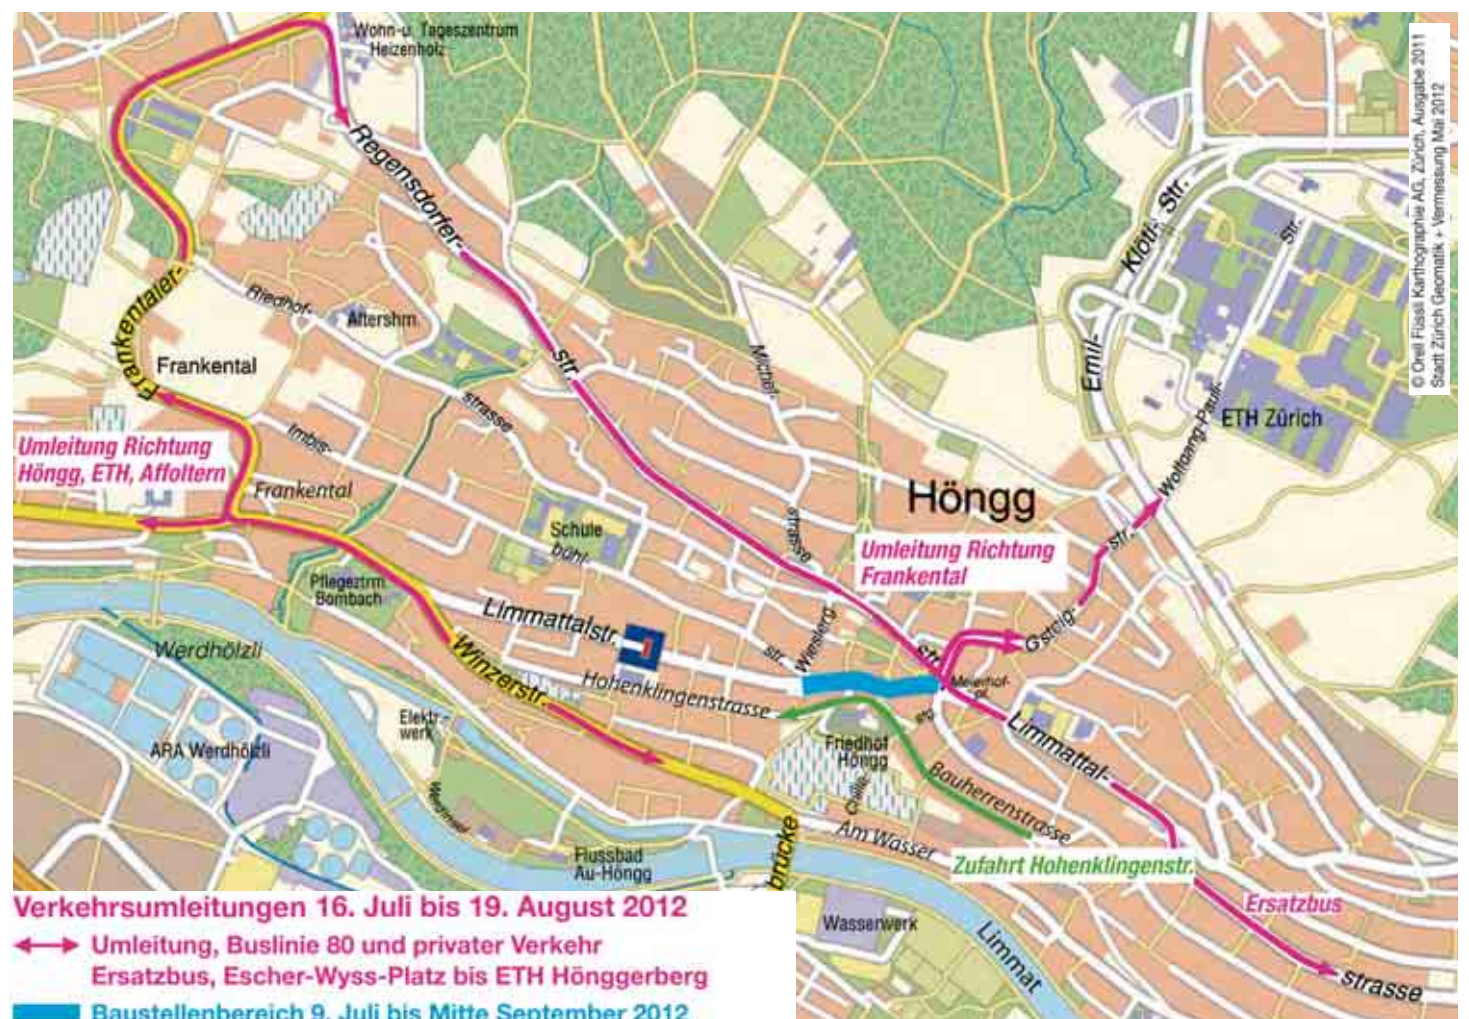 Wohn-u. Tageszentrum
Heizenholz
© Orell Füssli Karthographie AG, Zürich, Ausgabe 2011
Stadt Zürich Geomatik + Vermessung Mai 2012
Regensdorfer-
str.
Emil-
Klöti-
Str.
Str.
Frankentaler-
Riedhof-
Altershm.
strasse
Frankental
Michel-
strasse
ETH Zürich
Wolfgang-Pauli-
str.
Imbis-
Umleitung Richtung
Höngg, ETH, Affoltern
Frankental
Höngg
Schule
bühl-
str.
Umleitung Richtung
Frankental
Pflegeztrm.
Bombach
Limmattalstr.
Wieslerg.
str.
Gsteig-
Meierhof-
pl.
Werdhölzli
Winzerstr.
Hohenklingenstrasse
str.
Limmattal-
Elektr.-
werk
ARA Werdhölzli
Friedhof
Höngg
Bauherrenstrasse
Werdinsel
Am Wasser
brücke
Flussbad
Au-Höngg
Zufahrt Hohenklingenstr.
Ersatzbus
strasse
Wasserwerk
Limmat
Verkehrsumleitungen 16. Juli bis 19. August 2012
Umleitung, Buslinie 80 und privater Verkehr
Ersatzbus, Escher-Wyss-Platz bis ETH Hönggerberg
Baustellenbereich 9. Juli bis Mitte September 2012